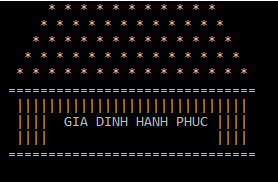 * * * * * * * * * * *
* * * * * * * * * * * *
* * * * * * * * * * * * *
* * * * * * * * * * * * * *
* * * * * * * * * * * * * * *
===============================
|||||||||||||||||||||||||||||
|||| GIA DINH HANH PHUC ||||
|||| ||||
===============================